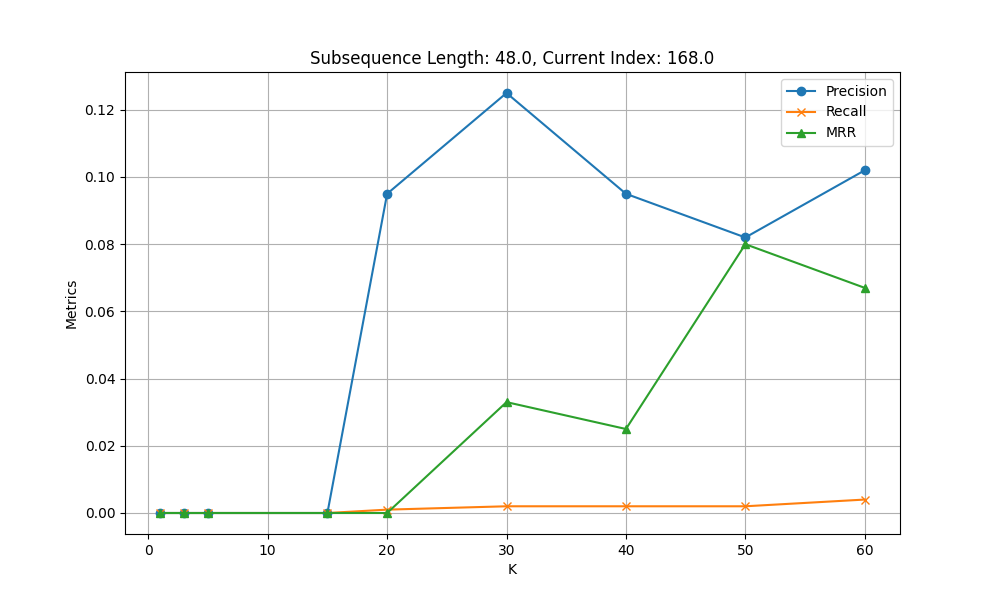 Subsequence Length: 48.0, Current Index: 168.0
Precision
Recall
MRR
0.12
0.10
0.08
0.06
0.04
0.02
0.00
Metrics
0 10 20 30 40 50 60
K